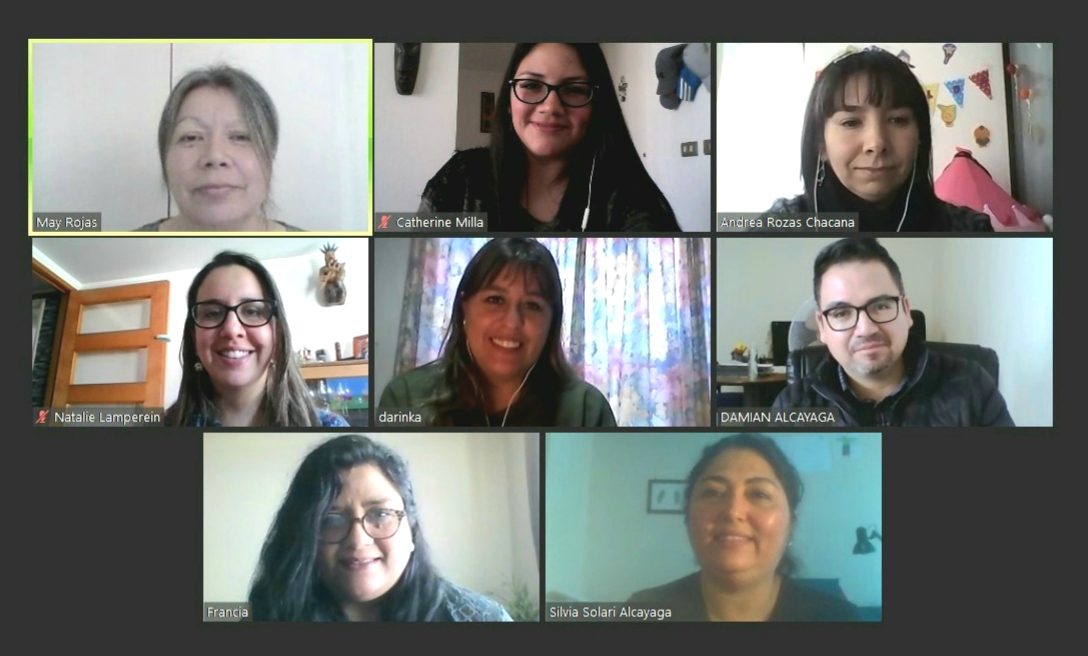 May Rojas
Catherine Milla
Andrea Rozas Chacana
Natalie Lamperein
darinka
DAMIAN ALCAYAGA
Francia
Silvia Solari Alcayaga